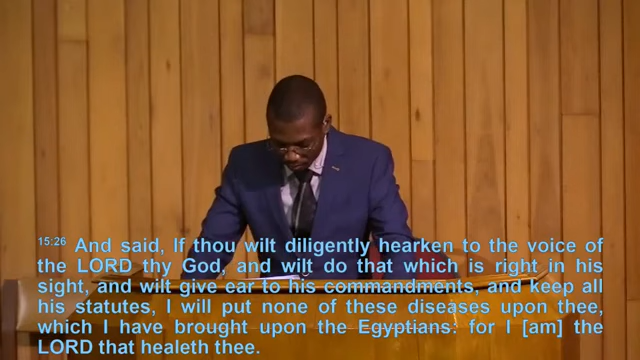 15:26 And said, If thou wilt diligently hearken to the voice of
the LORD thy God, and wilt do that which is right in his
sight, and wilt give ear to his commandments, and keep all
his statutes, I will put none of these diseases upon thee,
which I have brought upon the Egyptians: for I [am] the
LORD that healeth thee.